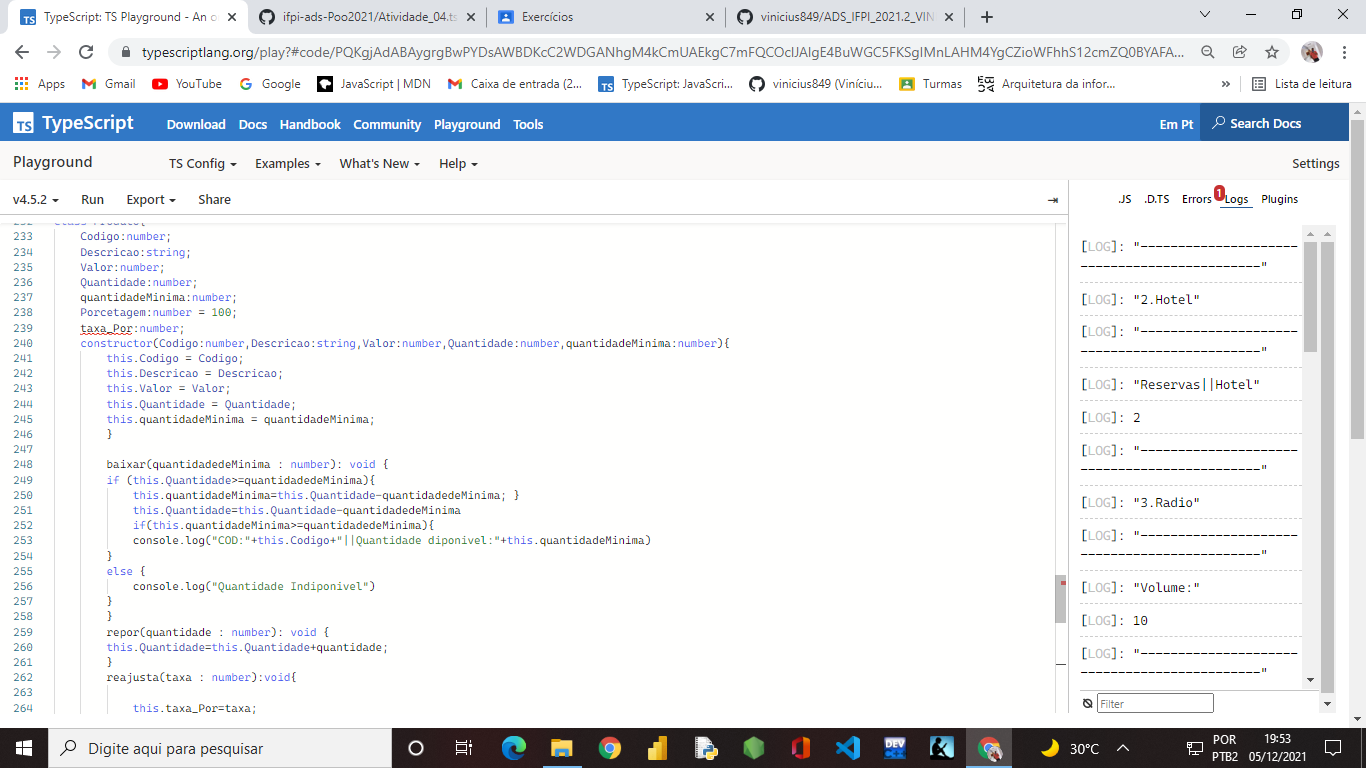 TypeScript: TS Playground - An o
ifpi-ads-Poo2021/Atividade_04.ts
Exercícios
vinicius849/ADS_IFPI_2021.2_VIN
typescriptlang.org/play?#code/
Apps
Gmail
YouTube
Google
JavaScript | MDN
Caixa de entrada (2...
TypeScript: JavaScri...
vinicius849 (Viníciu...
Turmas
Arquitetura da infor...
»
Lista de leitura
TS TypeScript
Download
Docs
Handbook
Community
Playground
Tools
Em Pt
Search Docs
Playground
TS Config
Examples
What's New
Help
Settings
v4.5.2
Run
Export
Share
.JS
.D.TS
Errors
1
Logs
Plugins
233 Codigo:number;
234 Descricao:string;
235 Valor:number;
236 Quantidade:number;
237 quantidadeMinima:number;
238 Porcetagem:number = 100;
239 taxa_Por:number;
240 constructor(Codigo:number,Descricao:string,Valor:number,Quantidade:number,quantidadeMinima:number){
241 this.Codigo = Codigo;
242 this.Descricao = Descricao;
243 this.Valor = Valor;
244 this.Quantidade = Quantidade;
245 this.quantidadeMinima = quantidadeMinima;
246 }
247
248 baixar(quantidadedeMinima : number): void {
249 if (this.Quantidade>=quantidadedeMinima){
250 this.quantidadeMinima=this.Quantidade-quantidadedeMinima; }
251 this.Quantidade=this.Quantidade-quantidadedeMinima
252 if(this.quantidadeMinima>=quantidadedeMinima){
253 console.log("COD:"+this.Codigo+"||Quantidade diponivel:"+this.quantidadeMinima)
254 }
255 else {
256 console.log("Quantidade Indiponivel")
257 }
258 }
259 repor(quantidade : number): void {
260 this.Quantidade=this.Quantidade+quantidade;
261 }
262 reajusta(taxa : number):void{
263
264 this.taxa_Por=taxa;
[LOG]: "-----------------------
--------------------------"
[LOG]: "2.Hotel"
[LOG]: "-----------------------
--------------------------"
[LOG]: "Reservas||Hotel"
[LOG]: 2
[LOG]: "-----------------------
--------------------------"
[LOG]: "3.Radio"
[LOG]: "-----------------------
--------------------------"
[LOG]: "Volume:"
[LOG]: 10
[LOG]: "-----------------------
--------------------------"
Filter
Digite aqui para pesquisar
DEV
30°C
POR
PTB2
19:53
05/12/2021